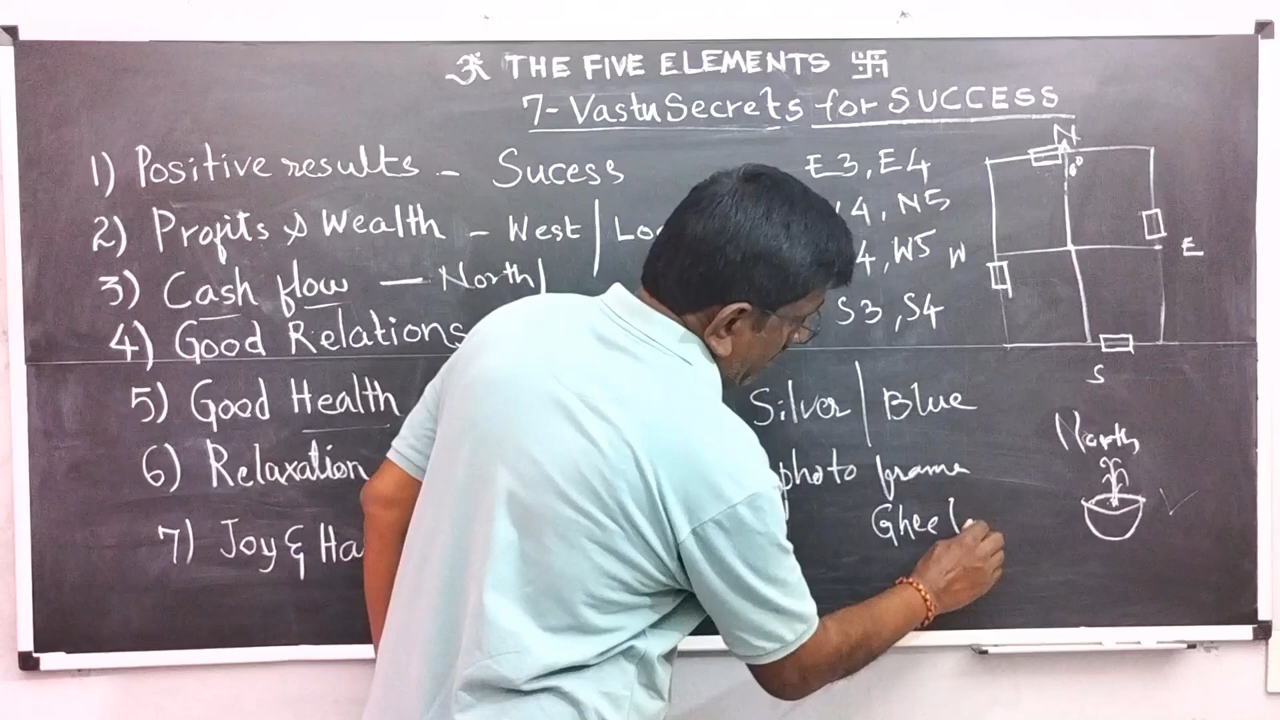 ॐ THE FIVE ELEMENTS 卐
7-Vastu Secrets for SUCCESS
1) Positive results - Sucess E3, E4
2) Profits & Wealth - West | 4, N5
3) Cash flow — North| 4, W5
4) Good Relations S3, S4
5) Good Health Silver | Blue
6) Relaxation photo frame
7) Joy & Ghee
N
W
E
S
North